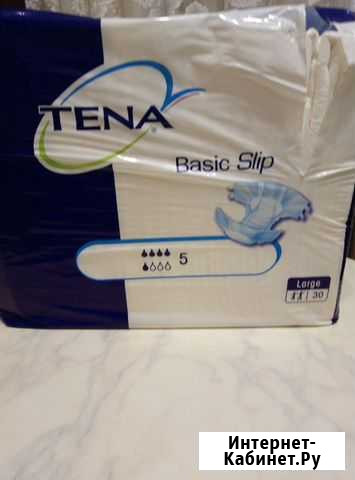 TENA
Basic Slip
5
Large
30
Интернет-
Кабинет.Ру